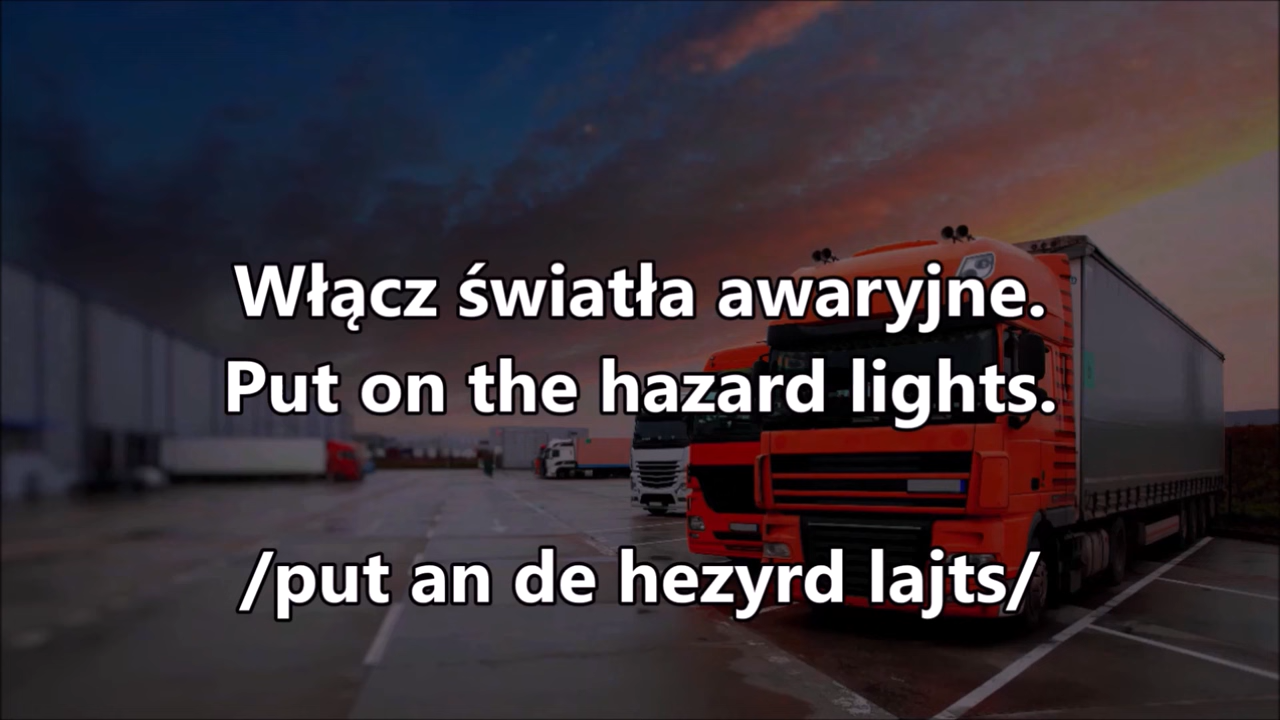 Włącz światła awaryjne.
Put on the hazard lights.
/put an de hezyrd lajts/